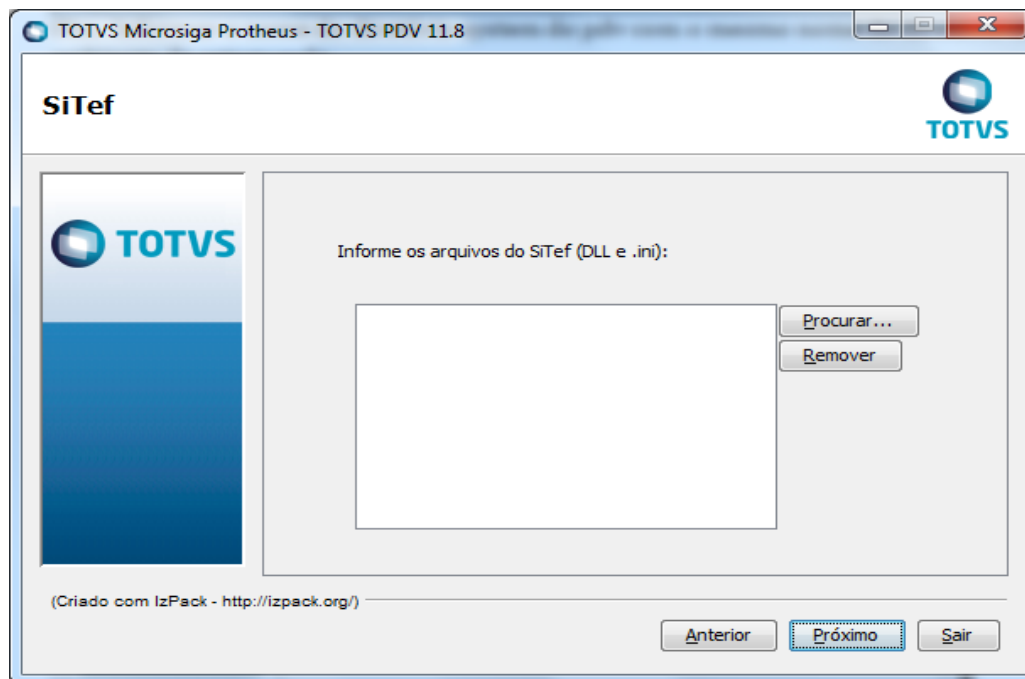 TOTVS Microsiga Protheus - TOTVS PDV 11.8
SiTef
TOTVS
TOTVS
Informe os arquivos do SiTef (DLL e .ini):
Procurar...
Remover
(Criado com IzPack - http://izpack.org/)
Anterior
Próximo
Sair